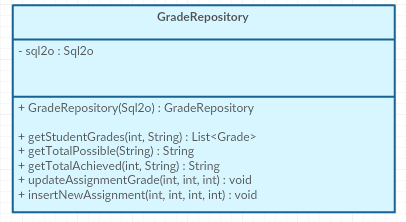 GradeRepository
- sql2o : Sql2o
+ GradeRepository(Sql2o) : GradeRepository
+ getStudentGrades(int, String) : List<Grade>
+ getTotalPossible(String) : String
+ getTotalAchieved(int, String) : String
+ updateAssignmentGrade(int, int, int) : void
+ insertNewAssignment(int, int, int, int) : void